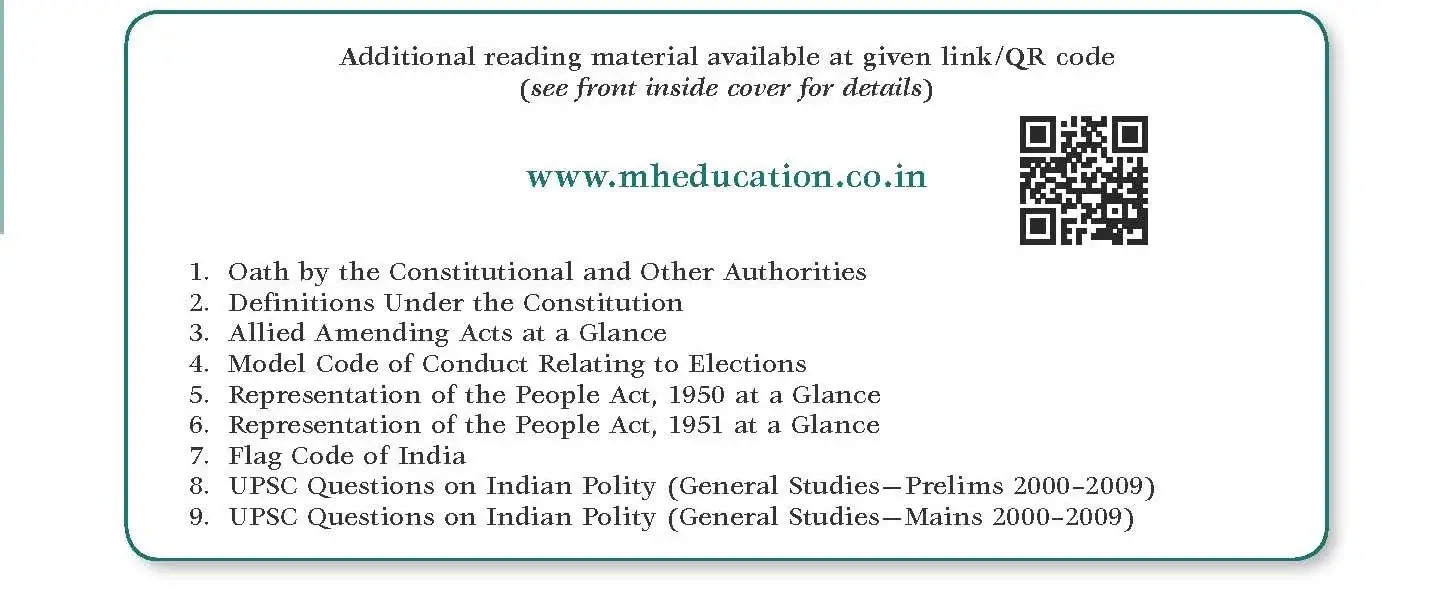 Additional reading material available at given link/QR code
(see front inside cover for details)
www.mheducation.co.in
1. Oath by the Constitutional and Other Authorities
2. Definitions Under the Constitution
3. Allied Amending Acts at a Glance
4. Model Code of Conduct Relating to Elections
5. Representation of the People Act, 1950 at a Glance
6. Representation of the People Act, 1951 at a Glance
7. Flag Code of India
8. UPSC Questions on Indian Polity (General Studies—Prelims 2000–2009)
9. UPSC Questions on Indian Polity (General Studies—Mains 2000–2009)